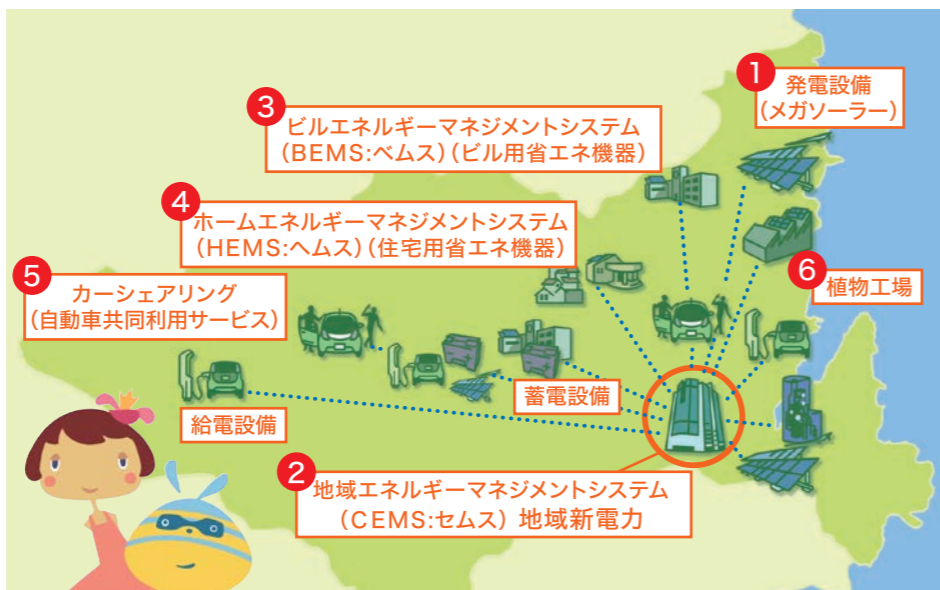 1
発電設備
(メガソーラー)
3
ビルエネルギーマネジメントシステム
(BEMS:べムス)(ビル用省エネ機器)
4
ホームエネルギーマネジメントシステム
(HEMS:へムス)(住宅用省エネ機器)
5
カーシェアリング
(自動車共同利用サービス)
6
植物工場
蓄電設備
給電設備
2
地域エネルギーマネジメントシステム
(CEMS:セムス) 地域新電力